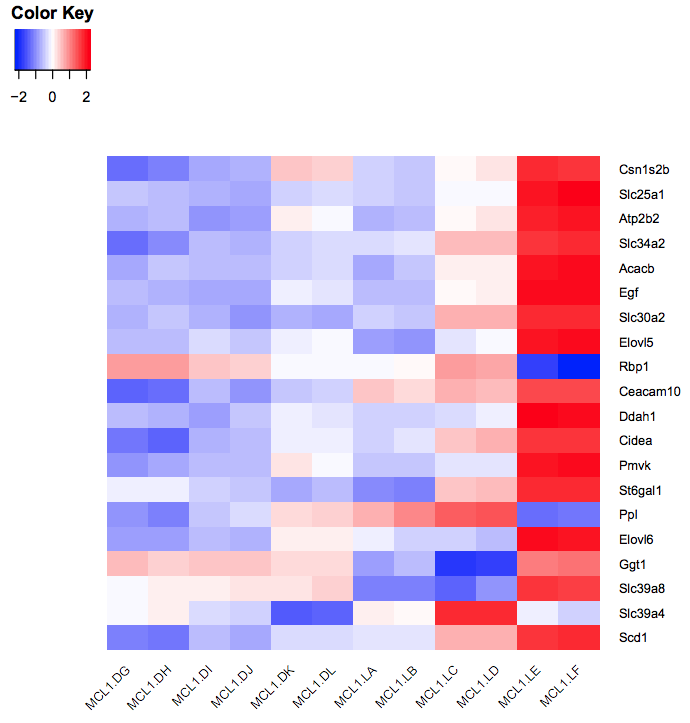 Color Key
−2 0 2
Csn1s2b
Slc25a1
Atp2b2
Slc34a2
Acacb
Egf
Slc30a2
Elovl5
Rbp1
Ceacam10
Ddah1
Cidea
Pmvk
St6gal1
Ppl
Elovl6
Ggt1
Slc39a8
Slc39a4
Scd1
MCL1.DG
MCL1.DH
MCL1.DI
MCL1.DJ
MCL1.DK
MCL1.DL
MCL1.LA
MCL1.LB
MCL1.LC
MCL1.LD
MCL1.LE
MCL1.LF